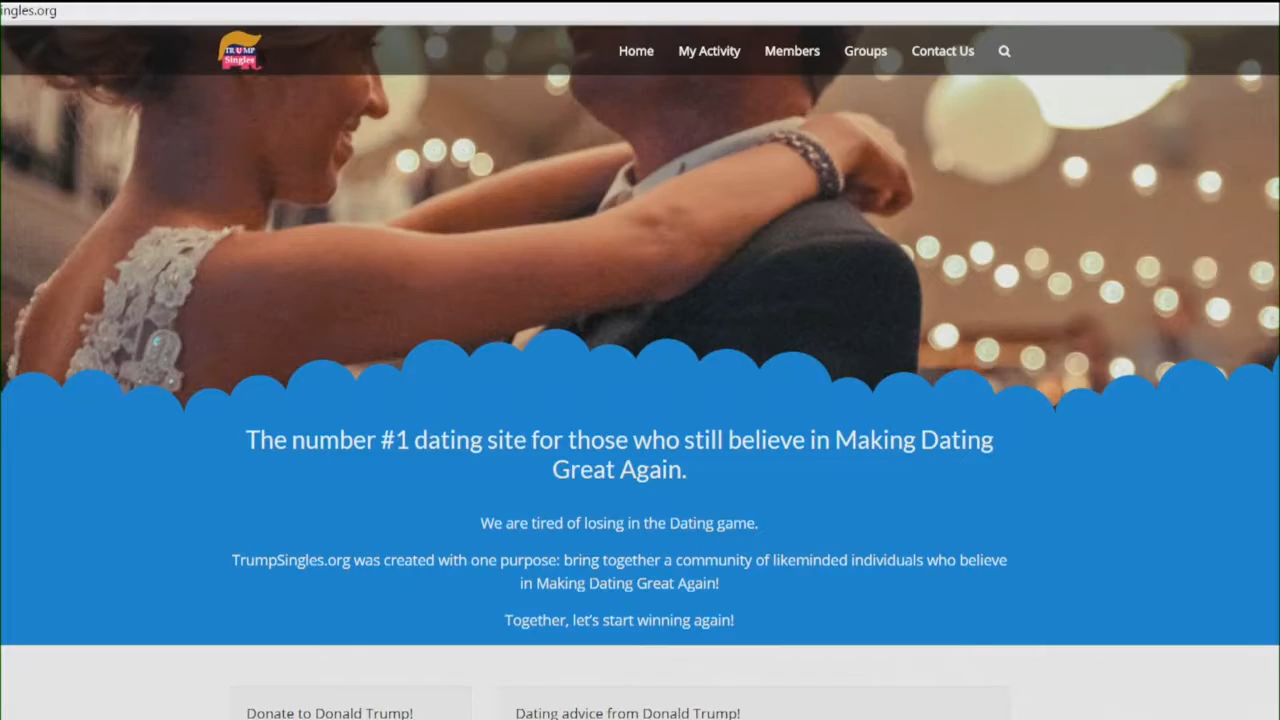 ingles.org
TRUMP
Singles
Home My Activity Members Groups Contact Us
The number #1 dating site for those who still believe in Making Dating
Great Again.
We are tired of losing in the Dating game.
TrumpSingles.org was created with one purpose: bring together a community of likeminded individuals who believe
in Making Dating Great Again!
Together, let's start winning again!
Donate to Donald Trump! Dating advice from Donald Trump!